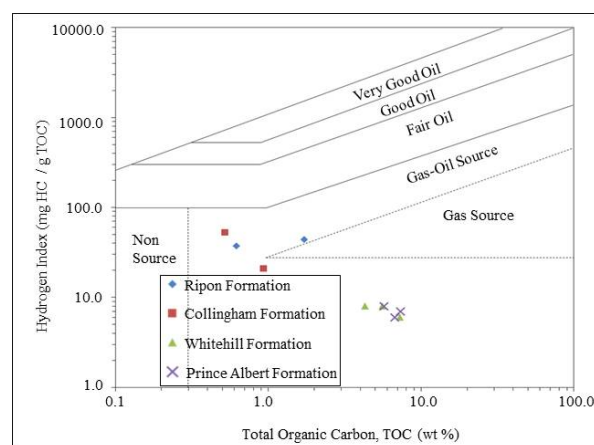 10000.0
1000.0
100.0
10.0
1.0
Hydrogen Index (mg HC / g TOC)
Very Good Oil
Good Oil
Fair Oil
Gas-Oil Source
Gas Source
Non
Source
Ripon Formation
Collingham Formation
Whitehill Formation
Prince Albert Formation
0.1
1.0
10.0
100.0
Total Organic Carbon, TOC (wt %)